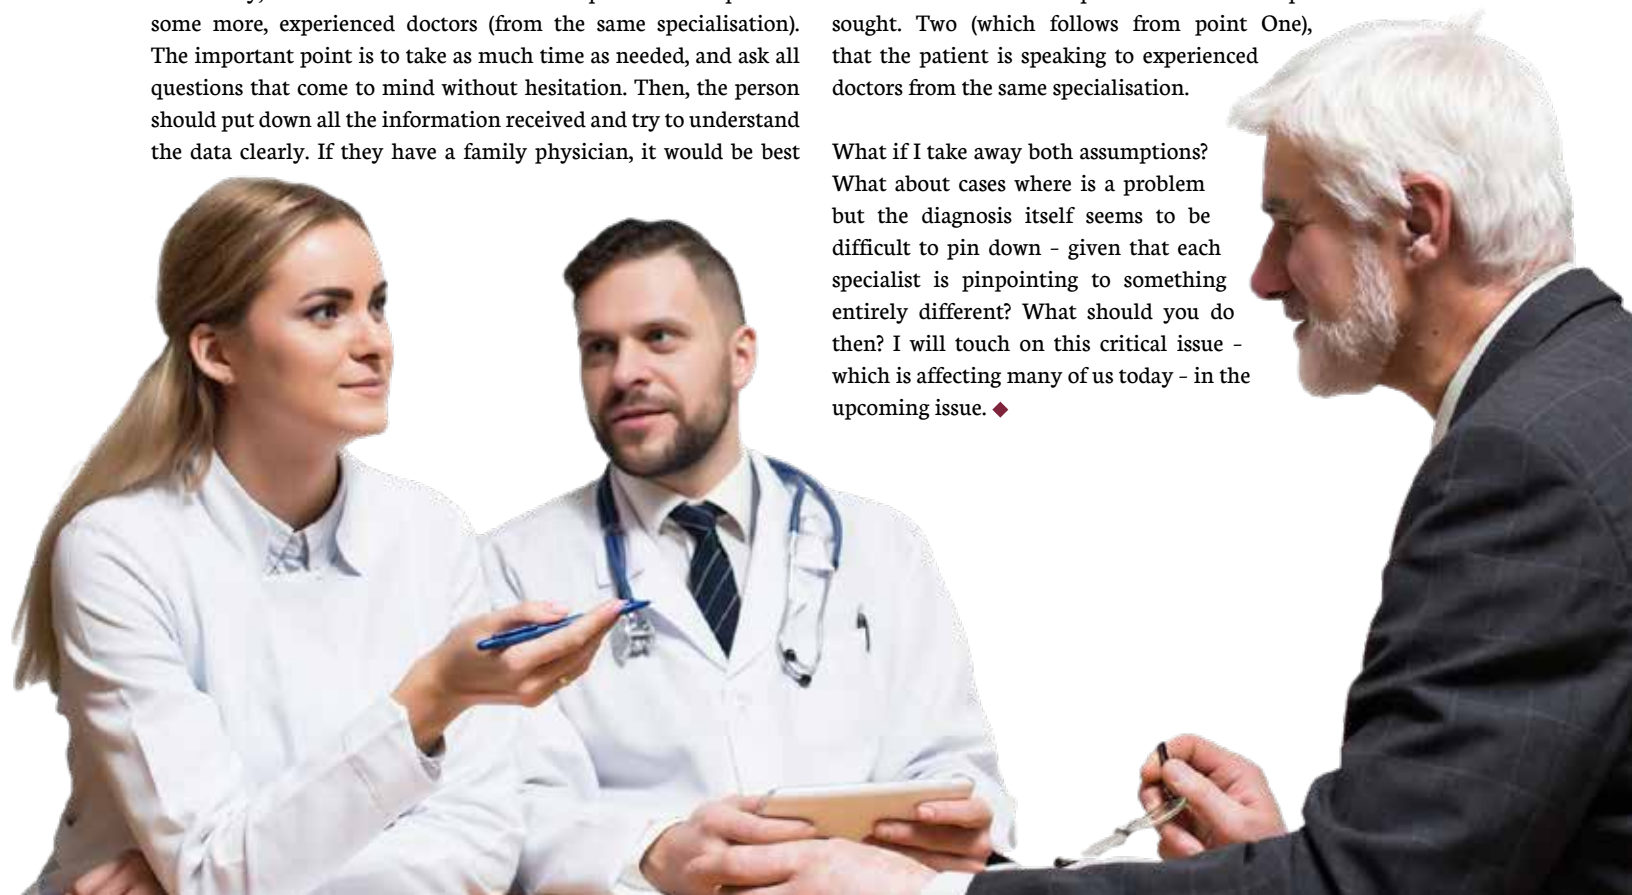 some more, experienced doctors (from the same specialisation).
The important point is to take as much time as needed, and ask all
questions that come to mind without hesitation. Then, the person
should put down all the information received and try to understand
the data clearly. If they have a family physician, it would be best
sought. Two (which follows from point One),
that the patient is speaking to experienced
doctors from the same specialisation.
What if I take away both assumptions?
What about cases where is a problem
but the diagnosis itself seems to be
difficult to pin down – given that each
specialist is pinpointing to something
entirely different? What should you do
then? I will touch on this critical issue –
which is affecting many of us today – in the
upcoming issue. ◆